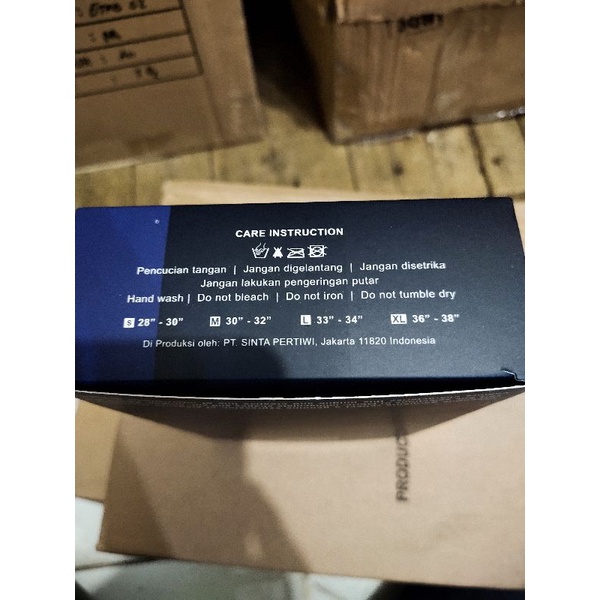 CARE INSTRUCTION
Pencucian tangan | Jangan digelantang | Jangan disetrika
Jangan lakukan pengeringan putar
Hand wash | Do not bleach | Do not iron | Do not tumble dry
S 28" - 30" M 30" - 32" L 33" - 34" XL 36" - 38"
Di Produksi oleh: PT. SINTA PERTIWI, Jakarta 11820 Indonesia